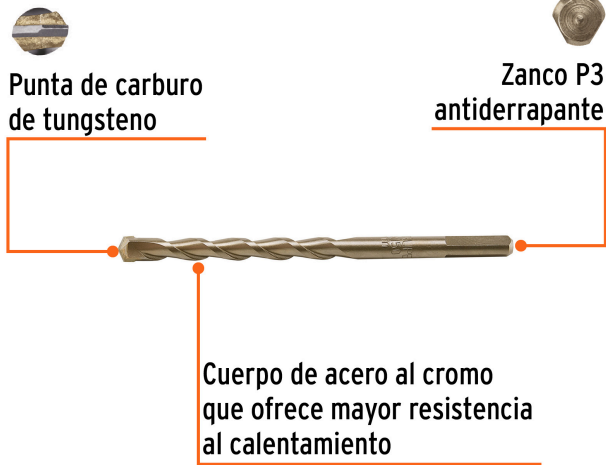 Punta de carburo
de tungsteno
Zanco P3
antiderrapante
Cuerpo de acero al cromo
que ofrece mayor resistencia
al calentamiento